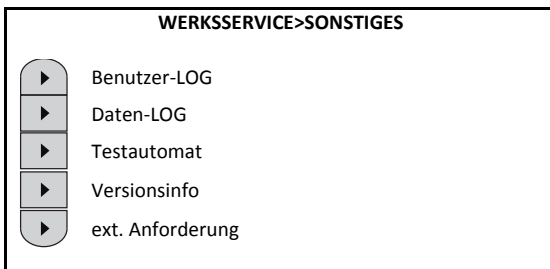 WERKSSERVICE>SONSTIGES
Benutzer-LOG
Daten-LOG
Testautomat
Versionsinfo
ext. Anforderung